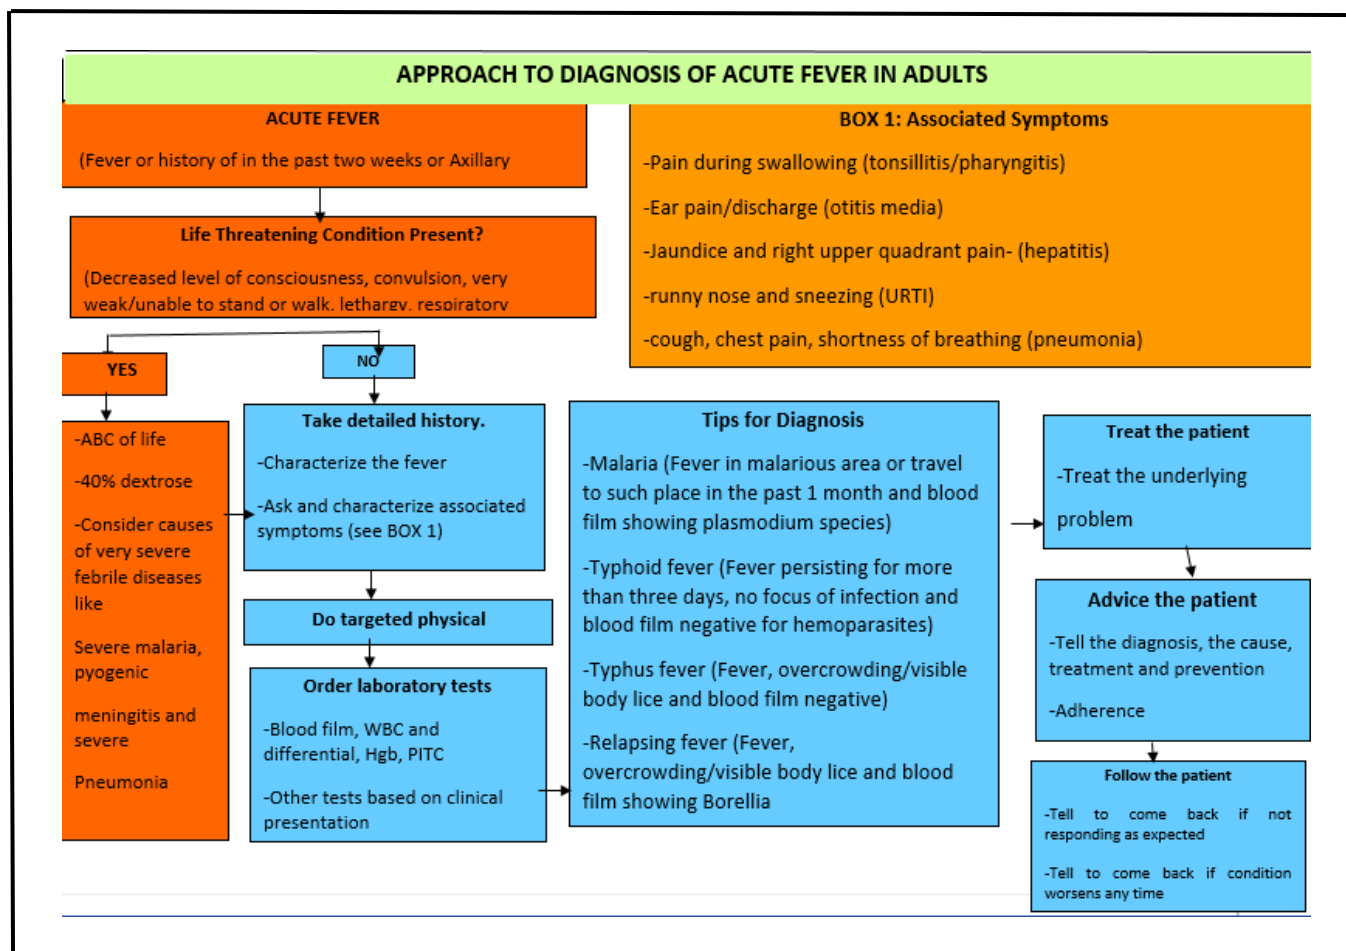 APPROACH TO DIAGNOSIS OF ACUTE FEVER IN ADULTS
ACUTE FEVER
(Fever or history of in the past two weeks or Axillary
Life Threatening Condition Present?
(Decreased level of consciousness, convulsion, very
weak/unable to stand or walk, lethargy, respiratory
BOX 1: Associated Symptoms
-Pain during swallowing (tonsillitis/pharyngitis)
-Ear pain/discharge (otitis media)
-Jaundice and right upper quadrant pain- (hepatitis)
-runny nose and sneezing (URTI)
-cough, chest pain, shortness of breathing (pneumonia)
YES
NO
-ABC of life
-40% dextrose
-Consider causes
of very severe
febrile diseases
like
Severe malaria,
pyogenic
meningitis and
severe
Pneumonia
Take detailed history.
-Characterize the fever
-Ask and characterize associated
symptoms (see BOX 1)
Do targeted physical
Order laboratory tests
-Blood film, WBC and
differential, Hgb, PITC
-Other tests based on clinical
presentation
Tips for Diagnosis
-Malaria (Fever in malarious area or travel
to such place in the past 1 month and blood
film showing plasmodium species)
-Typhoid fever (Fever persisting for more
than three days, no focus of infection and
blood film negative for hemoparasites)
-Typhus fever (Fever, overcrowding/visible
body lice and blood film negative)
-Relapsing fever (Fever,
overcrowding/visible body lice and blood
film showing Borellia
Treat the patient
-Treat the underlying
problem
Advice the patient
-Tell the diagnosis, the cause,
treatment and prevention
-Adherence
Follow the patient
-Tell to come back if not
responding as expected
-Tell to come back if condition
worsens any time